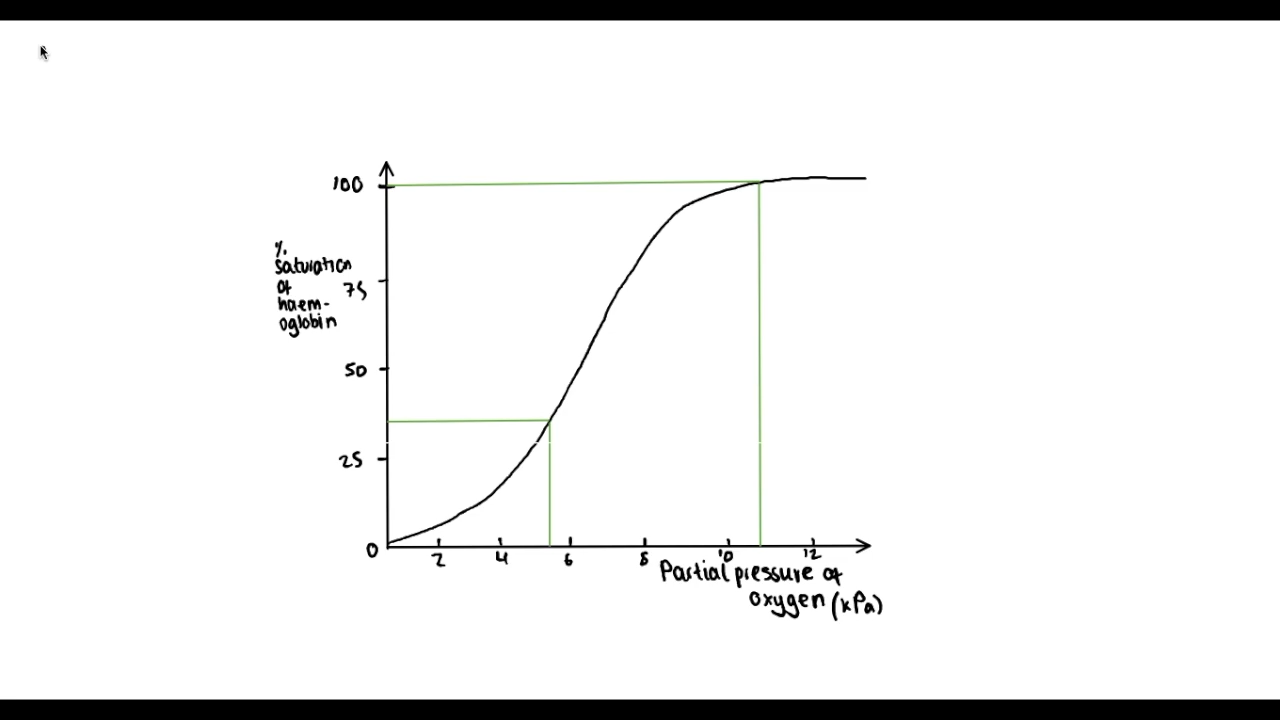 100
%
saturation
of
75
haem-
oglobin
50
25
0
2 4 6 8 10 12
Partial pressure of
oxygen (kPa)